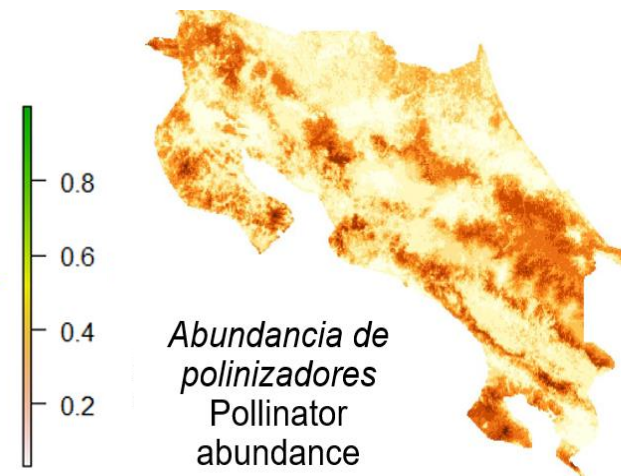 0.8
0.6
0.4
0.2
Abundancia de
polinizadores
Pollinator
abundance